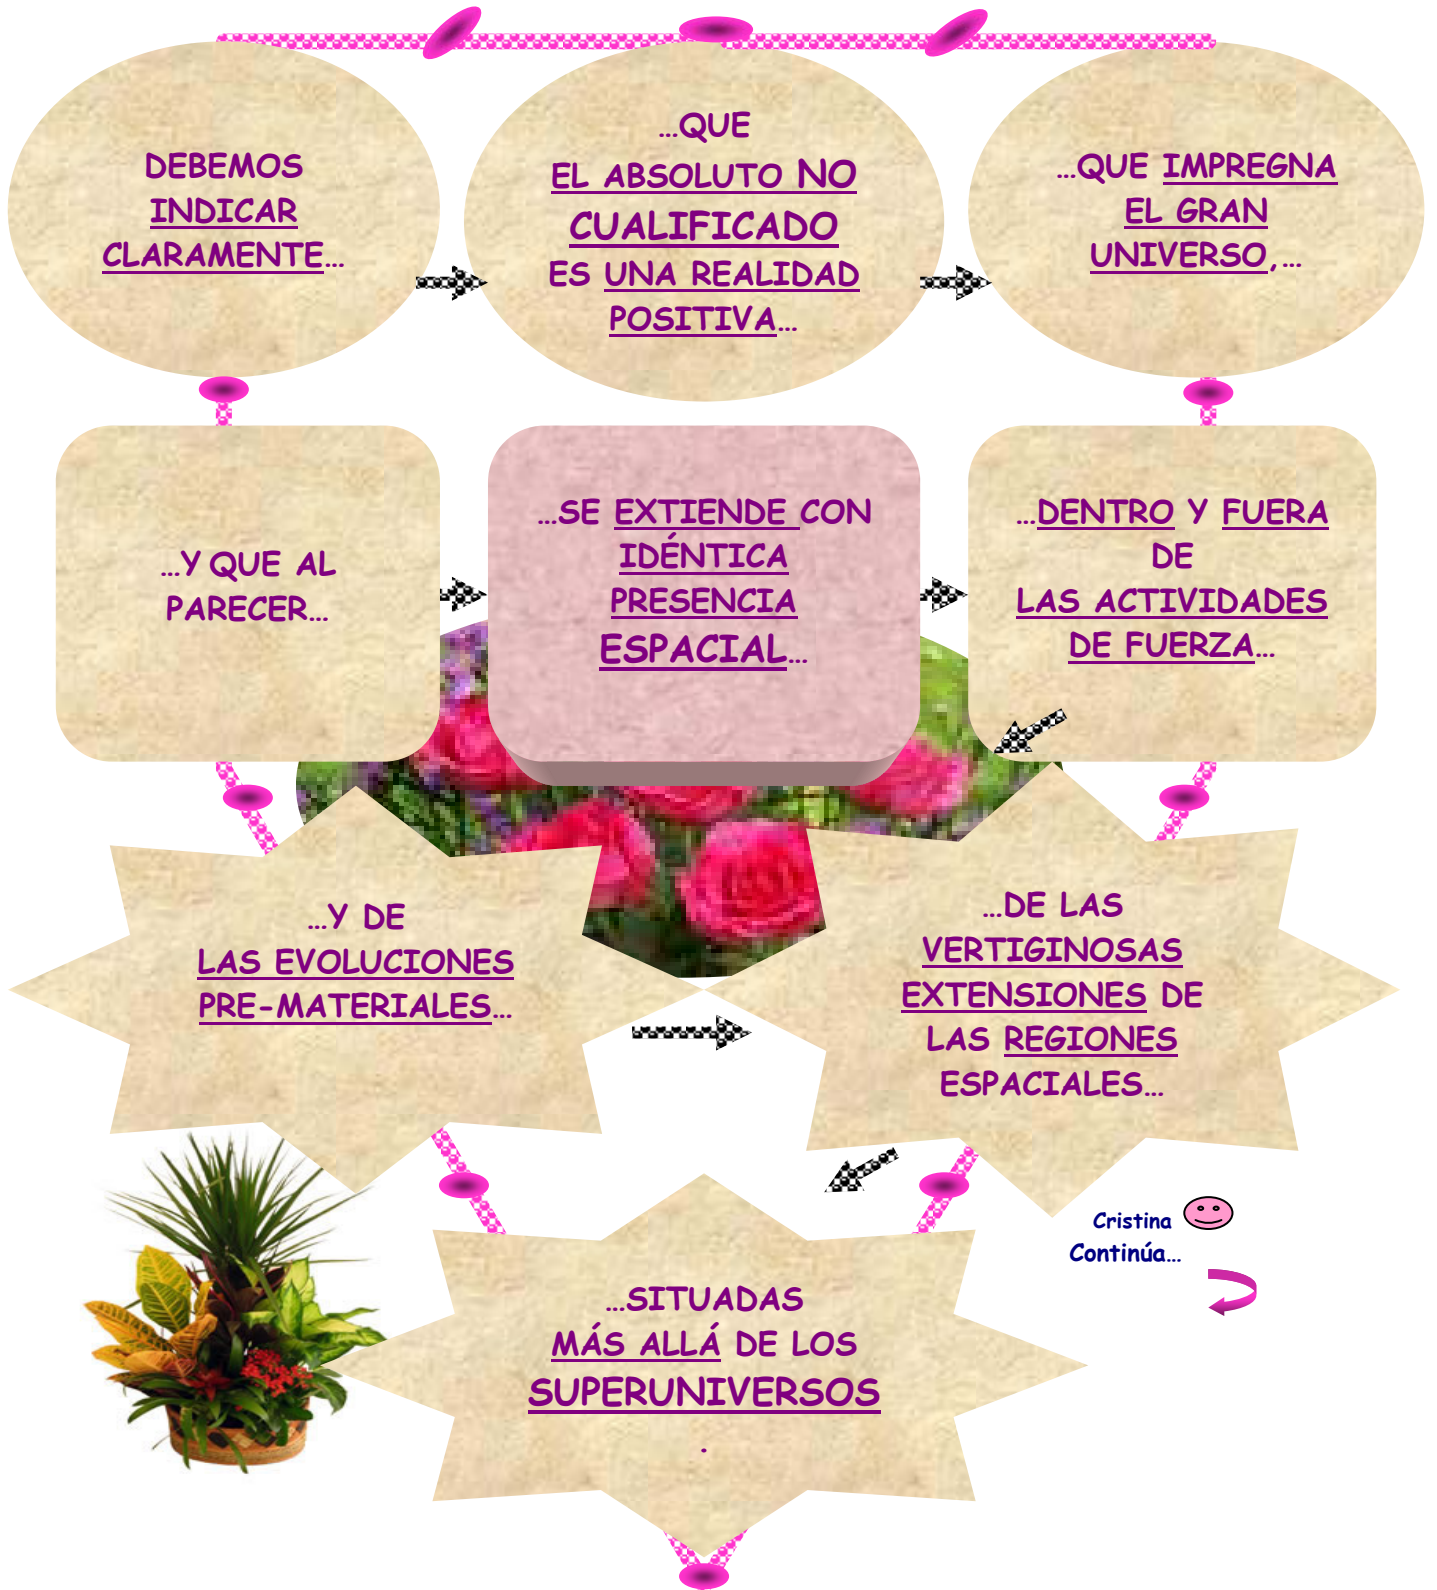 DEBEMOS
INDICAR
CLARAMENTE…
…QUE
EL ABSOLUTO NO
CUALIFICADO
ES UNA REALIDAD
POSITIVA…
…QUE IMPREGNA
EL GRAN
UNIVERSO,…
…Y QUE AL
PARECER…
…SE EXTIENDE CON
IDÉNTICA
PRESENCIA
ESPACIAL…
…DENTRO Y FUERA
DE
LAS ACTIVIDADES
DE FUERZA…
…Y DE
LAS EVOLUCIONES
PRE-MATERIALES…
…DE LAS
VERTIGINOSAS
EXTENSIONES DE
LAS REGIONES
ESPACIALES…
…SITUADAS
MÁS ALLÁ DE LOS
SUPERUNIVERSOS
.
Cristina
Continúa…